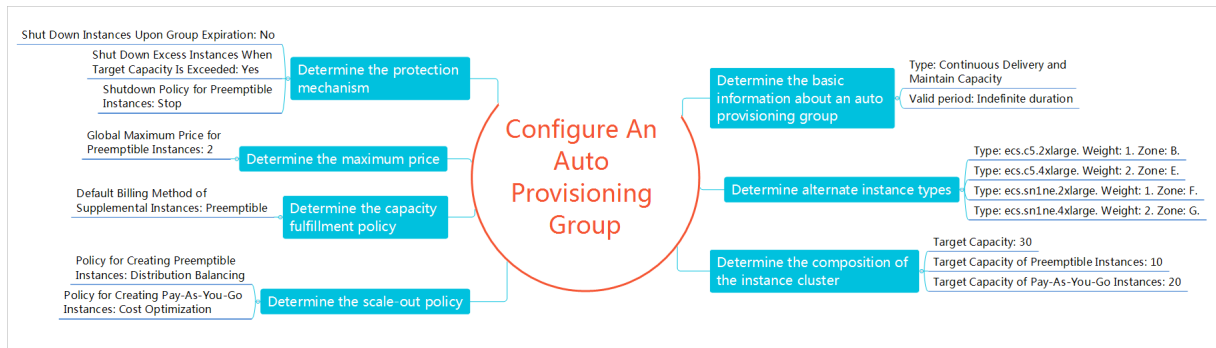 Configure An
Auto
Provisioning
Group
Determine the basic
information about an auto
provisioning group
Type: Continuous Delivery and
Maintain Capacity
Valid period: Indefinite duration
Determine alternate instance types
Type: ecs.c5.2xlarge. Weight: 1. Zone: B.
Type: ecs.c5.4xlarge. Weight: 2. Zone: E.
Type: ecs.sn1ne.2xlarge. Weight: 1. Zone: F.
Type: ecs.sn1ne.4xlarge. Weight: 2. Zone: G.
Determine the composition of
the instance cluster
Target Capacity: 30
Target Capacity of Preemptible Instances: 10
Target Capacity of Pay-As-You-Go Instances: 20
Determine the protection
mechanism
Shut Down Instances Upon Group Expiration: No
Shut Down Excess Instances When
Target Capacity Is Exceeded: Yes
Shutdown Policy for Preemptible
Instances: Stop
Determine the maximum price
Global Maximum Price for
Preemptible Instances: 2
Determine the capacity
fulfillment policy
Default Billing Method of
Supplemental Instances: Preemptible
Determine the scale-out policy
Policy for Creating Preemptible
Instances: Distribution Balancing
Policy for Creating Pay-As-You-Go
Instances: Cost Optimization